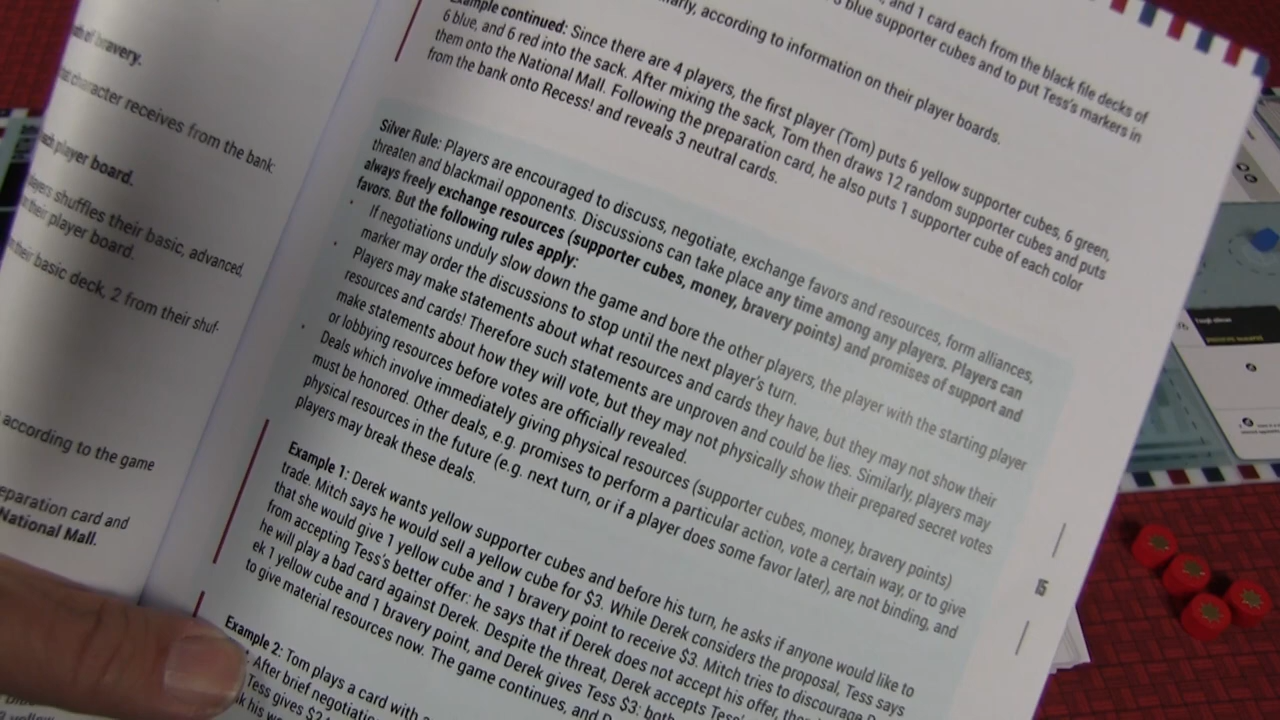 act of bravery.
character receives from the bank:
each player board.
players shuffles their basic, advanced,
their player board.
their basic deck, 2 from their shuf-
according to the game
preparation card and
National Mall.
and 1 card each from the black file decks of
blue supporter cubes and to put Tess's markers in
according to information on their player boards.
Example continued: Since there are 4 players, the first player (Tom) puts 6 yellow supporter cubes, 6 green,
6 blue, and 6 red into the sack. After mixing the sack, Tom then draws 12 random supporter cubes and puts
them onto the National Mall. Following the preparation card, he also puts 1 supporter cube of each color
from the bank onto Recess! and reveals 3 neutral cards.
Silver Rule: Players are encouraged to discuss, negotiate, exchange favors and resources, form alliances,
threaten and blackmail opponents. Discussions can take place any time among any players. Players can
always freely exchange resources (supporter cubes, money, bravery points) and promises of support and
favors. But the following rules apply:
• If negotiations unduly slow down the game and bore the other players, the player with the starting player
marker may order the discussions to stop until the next player's turn.
• Players may make statements about what resources and cards they have, but they may not show their
resources and cards! Therefore such statements are unproven and could be lies. Similarly, players may
make statements about how they will vote, but they may not physically show their prepared secret votes
or lobbying resources before votes are officially revealed.
• Deals which involve immediately giving physical resources (supporter cubes, money, bravery points)
must be honored. Other deals, e.g. promises to perform a particular action, vote a certain way, or to give
physical resources in the future (e.g. next turn, or if a player does some favor later), are not binding, and
players may break these deals.
Example 1: Derek wants yellow supporter cubes and before his turn, he asks if anyone would like to
trade. Mitch says he would sell a yellow cube for $3. While Derek considers the proposal, Tess says
that she would give 1 yellow cube and 1 bravery point to receive $3. Mitch tries to discourage
from accepting Tess's better offer: he says that if Derek does not accept his offer,
he will play a bad card against Derek. Despite the threat, Derek accepts
ek 1 yellow cube and 1 bravery point, and Derek gives Tess $3:
to give material resources now. The game continues, and
Example 2: Tom plays a card with
After brief
Tess gives
15